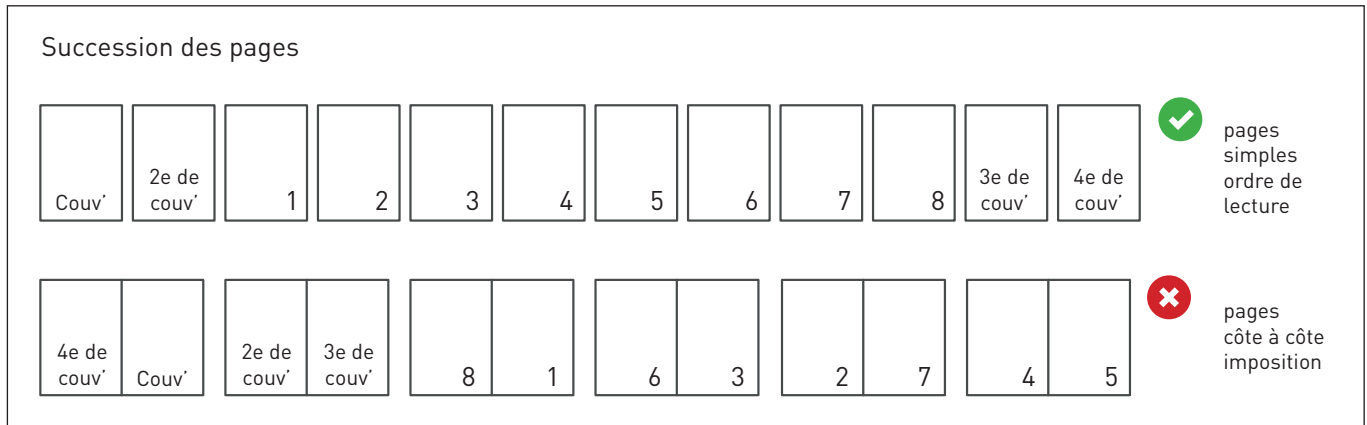 Succession des pages
Couv’
2e de
couv’
1
2
3
4
5
6
7
8
3e de
couv’
4e de
couv’
pages
simples
ordre de
lecture
4e de
couv’
Couv’
2e de
couv’
3e de
couv’
8
1
6
3
2
7
4
5
pages
côte à côte
imposition